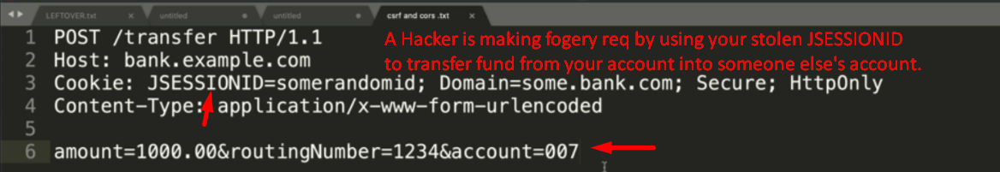 LEFTOVER.txt untitled untitled csrf and cors .txt
1 POST /transfer HTTP/1.1
A Hacker is making fogery req by using your stolen JSESSIONID
2 Host: bank.example.com
to transfer fund from your account into someone else's account.
3 Cookie: JSESSIONID=somerandomid; Domain=some.bank.com; Secure; HttpOnly
4 Content-Type: application/x-www-form-urlencoded
5
6 amount=1000.00&routingNumber=1234&account=007